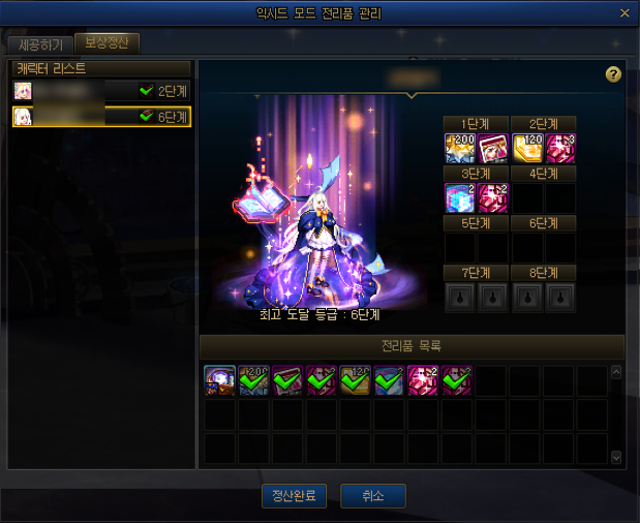 익시드 모드 전리품 관리
세공하기 보상정산
캐릭터 리스트
2단계
6단계
1단계 2단계
200 120 3
3단계 4단계
2 2
5단계 6단계
7단계 8단계
최고 도달 등급 : 6단계
전리품 목록
정산완료 취소